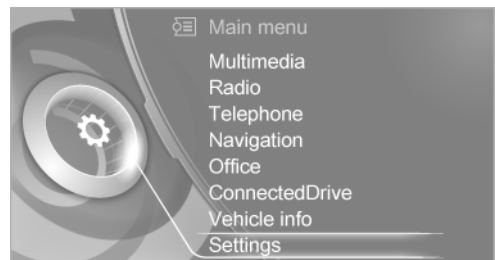 Main menu
Multimedia
Radio
Telephone
Navigation
Office
ConnectedDrive
Vehicle info
Settings